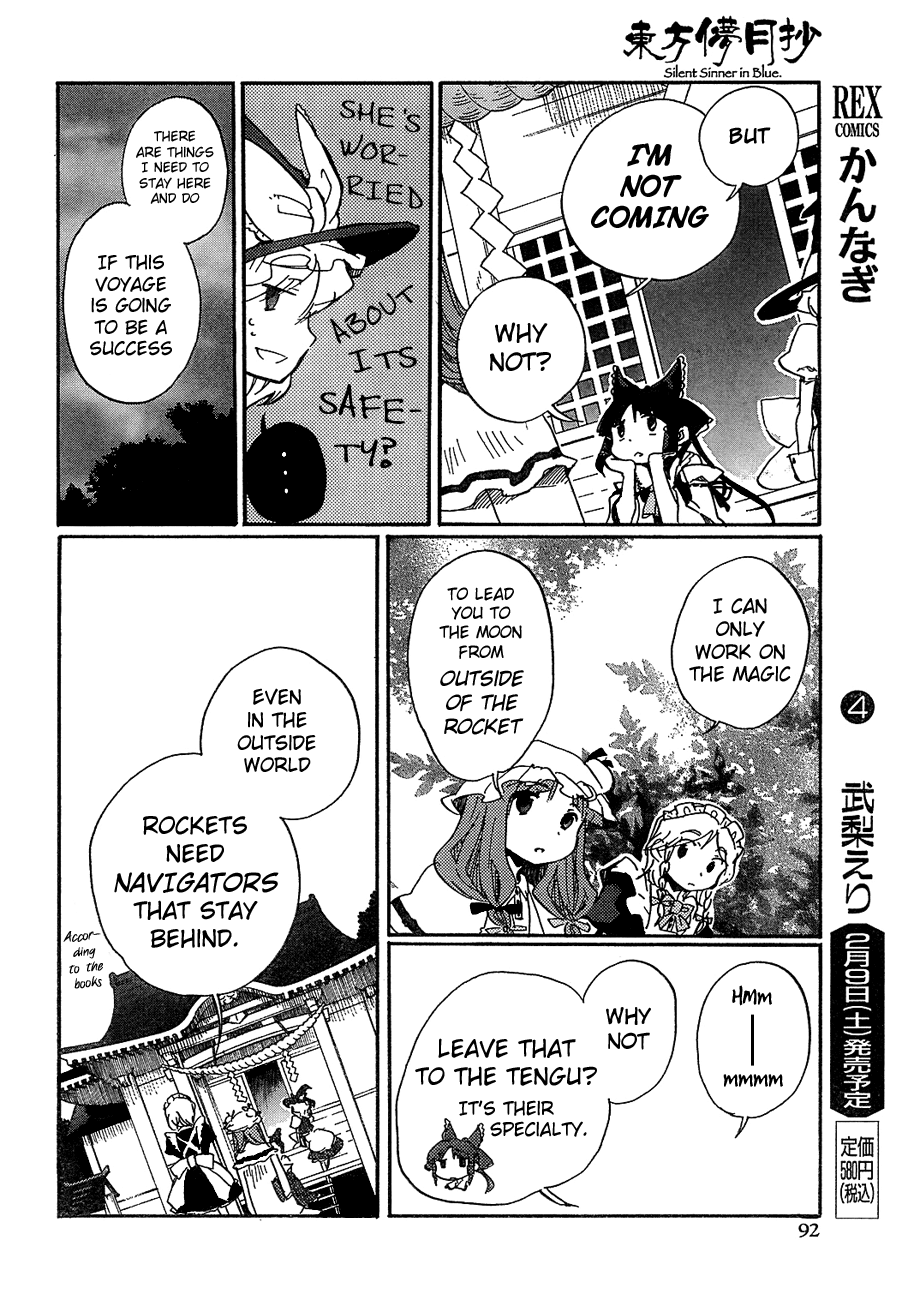 東方儚月抄
Silent Sinner in Blue.
BUT
I'M
NOT
COMING
WHY
NOT?
SHE'S
WOR-
RIED
ABOUT
ITS
SAFE-
TY?
...
THERE
ARE THINGS
I NEED TO
STAY HERE
AND DO
IF THIS
VOYAGE
IS GOING
TO BE A
SUCCESS
I CAN
ONLY
WORK ON
THE MAGIC
TO LEAD
YOU TO
THE MOON
FROM
OUTSIDE
OF THE
ROCKET
EVEN
IN THE
OUTSIDE
WORLD
ROCKETS
NEED
NAVIGATORS
THAT STAY
BEHIND.
Accor-
ding
to the
books
HMM
—
MMMM
WHY
NOT
LEAVE THAT
TO THE TENGU?
IT'S THEIR
SPECIALTY.
REX
COMICS
かんなぎ
4
武梨えり
2月9日(土)発売予定
定価
580円
(税込)
92